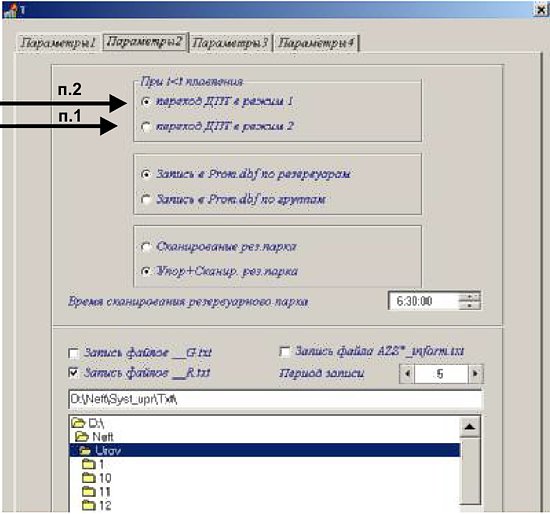 1
Параметры1 Параметры2 Параметры3 Параметры4
При t<t плавления
п.2
переход ДПТ в режим 1
п.1
переход ДПТ в режим 2
Запись в Prom.dbf по резервуарам
Запись в Prom.dbf по группам
Сканирование рез.парка
Упор+Сканир. рез.парка
Время сканирования резервуарного парка 6:30:00
Запись файлов __G.txt Запись файла AZS*_inform.txt
Запись файлов __R.txt Период записи 5
D:\Neft\Syst_upr\Txt\
D:\
Neft
Urov
1
10
11
12